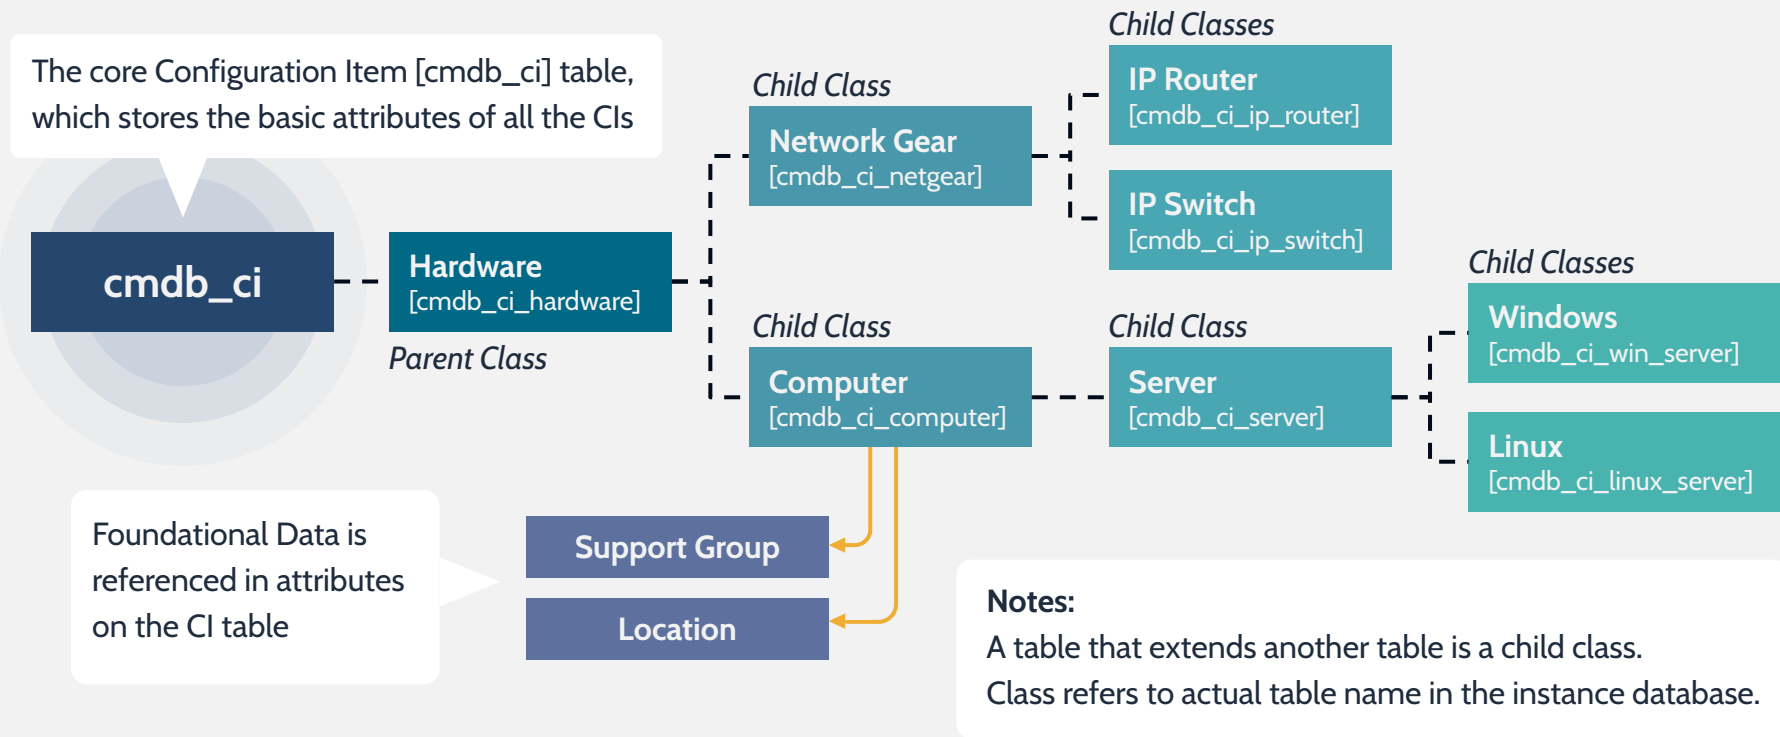 The core Configuration Item [cmdb_ci] table,
which stores the basic attributes of all the CIs
cmdb_ci
Hardware
[cmdb_ci_hardware]
Parent Class
Child Class
Network Gear
[cmdb_ci_netgear]
Child Classes
IP Router
[cmdb_ci_ip_router]
IP Switch
[cmdb_ci_ip_switch]
Child Class
Computer
[cmdb_ci_computer]
Child Class
Server
[cmdb_ci_server]
Child Classes
Windows
[cmdb_ci_win_server]
Linux
[cmdb_ci_linux_server]
Foundational Data is
referenced in attributes
on the CI table
Support Group
Location
Notes:
A table that extends another table is a child class.
Class refers to actual table name in the instance database.